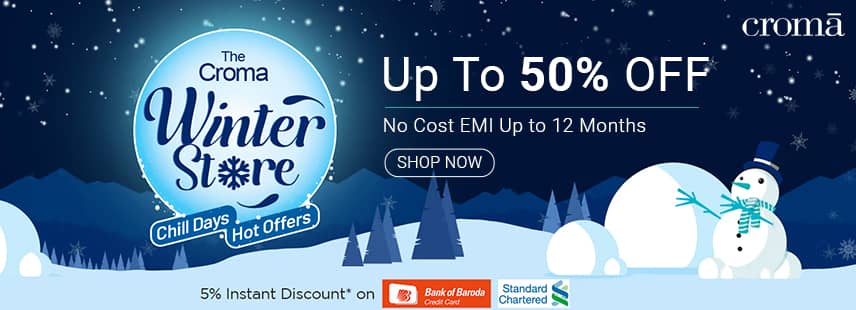 cromā
The
Croma
Winter
Store
Chill Days
Hot Offers
Up To 50% OFF
No Cost EMI Up to 12 Months
SHOP NOW
5% Instant Discount* on
Bank of Baroda
Credit Card
Standard
Chartered